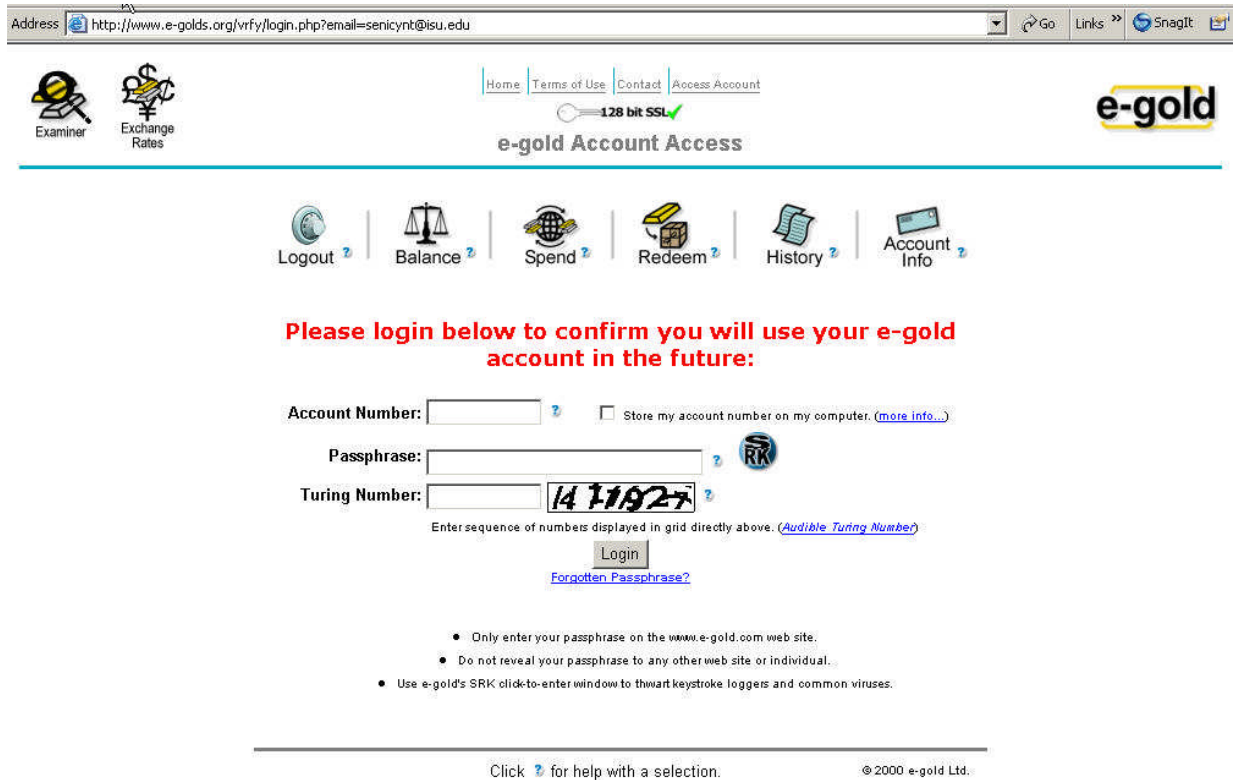 Address http://www.e-golds.org/vrfy/login.php?email=senicynt@isu.edu Go Links » SnagIt
Home Terms of Use Contact Access Account
128 bit SSL
e-gold Account Access
e-gold
Examiner
Exchange Rates
Logout ? Balance ? Spend ? Redeem ? History ? Account Info ?
Please login below to confirm you will use your e-gold
account in the future:
Account Number: ? Store my account number on my computer. (more info...)
Passphrase: ? SRK
Turing Number: ?
Enter sequence of numbers displayed in grid directly above. (Audible Turing Number)
Login
Forgotten Passphrase?
• Only enter your passphrase on the www.e-gold.com web site.
• Do not reveal your passphrase to any other web site or individual.
• Use e-gold's SRK click-to-enter window to thwart keystroke loggers and common viruses.
Click ? for help with a selection. © 2000 e-gold Ltd.